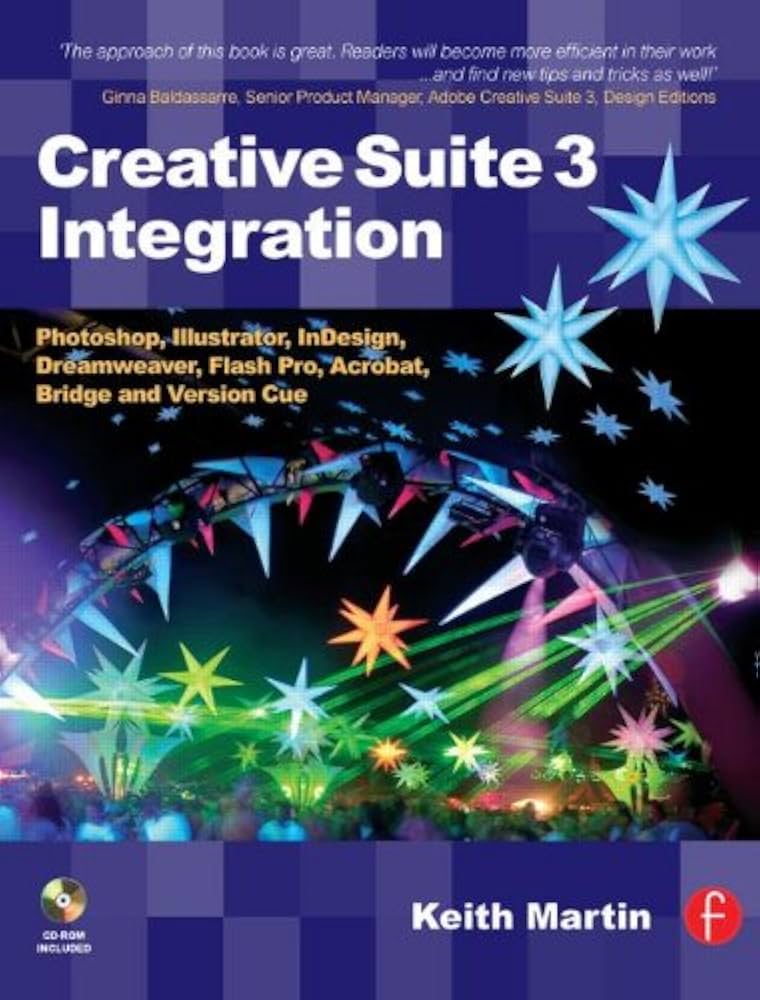 'The approach of this book is great. Readers will become more efficient in their work
...and find new tips and tricks as well!'
Ginna Baldassarre, Senior Product Manager, Adobe Creative Suite 3, Design Editions
Creative Suite 3
Integration
Photoshop, Illustrator, InDesign,
Dreamweaver, Flash Pro, Acrobat,
Bridge and Version Cue
CD-ROM
INCLUDED
Keith Martin
f